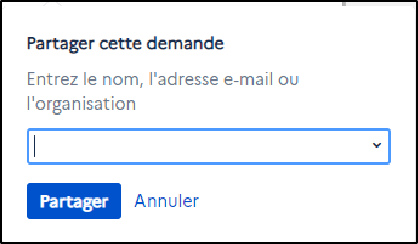 Partager cette demande
Entrez le nom, l'adresse e-mail ou
l'organisation
Partager Annuler